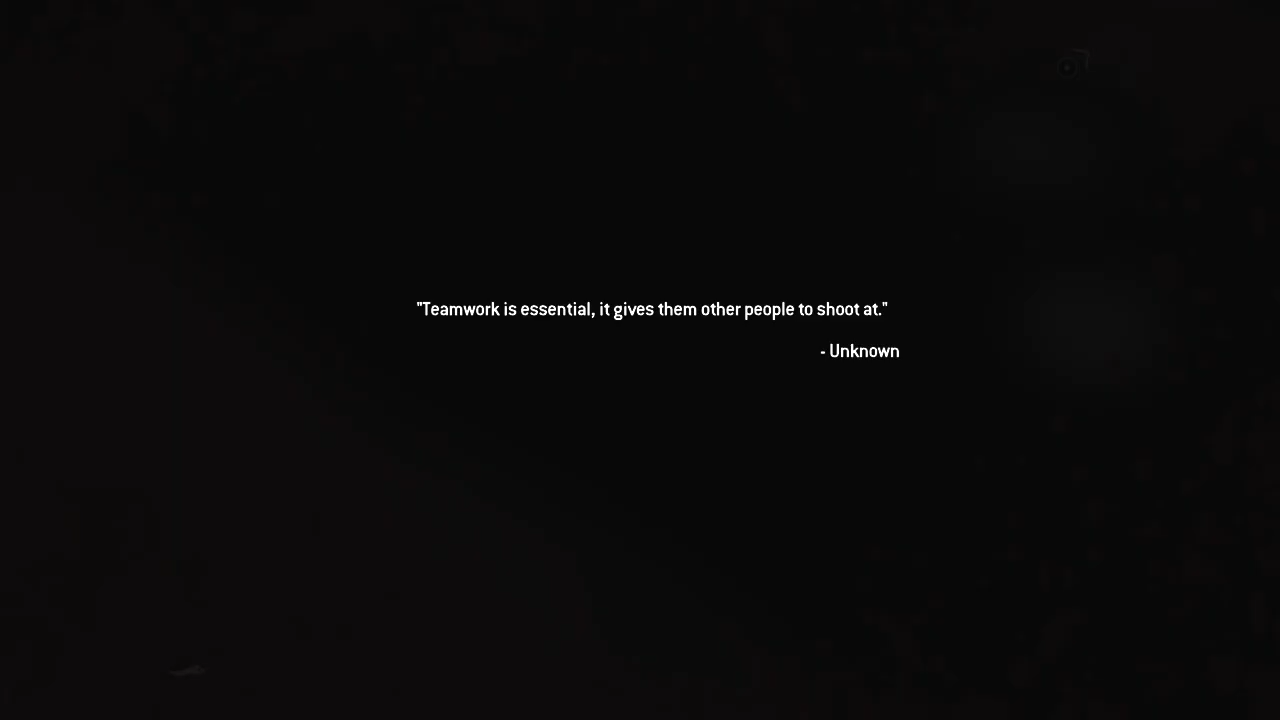 "Teamwork is essential, it gives them other people to shoot at."
- Unknown